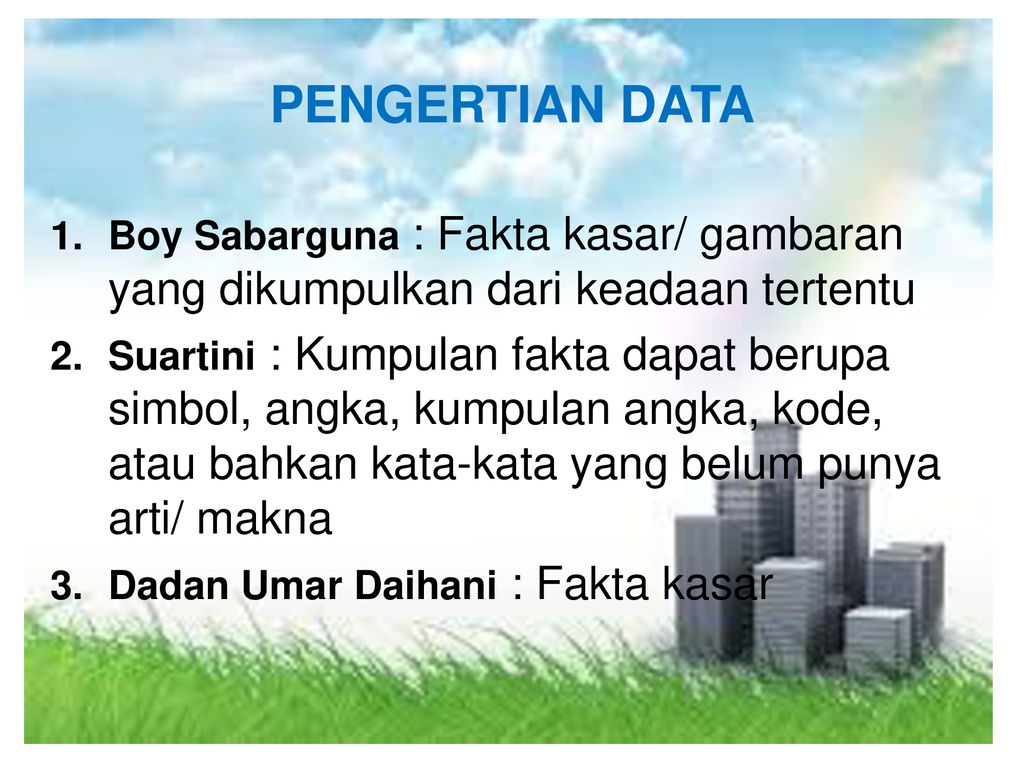 PENGERTIAN DATA
1. Boy Sabarguna : Fakta kasar/ gambaran
yang dikumpulkan dari keadaan tertentu
2. Suartini : Kumpulan fakta dapat berupa
simbol, angka, kumpulan angka, kode,
atau bahkan kata-kata yang belum punya
arti/ makna
3. Dadan Umar Daihani : Fakta kasar